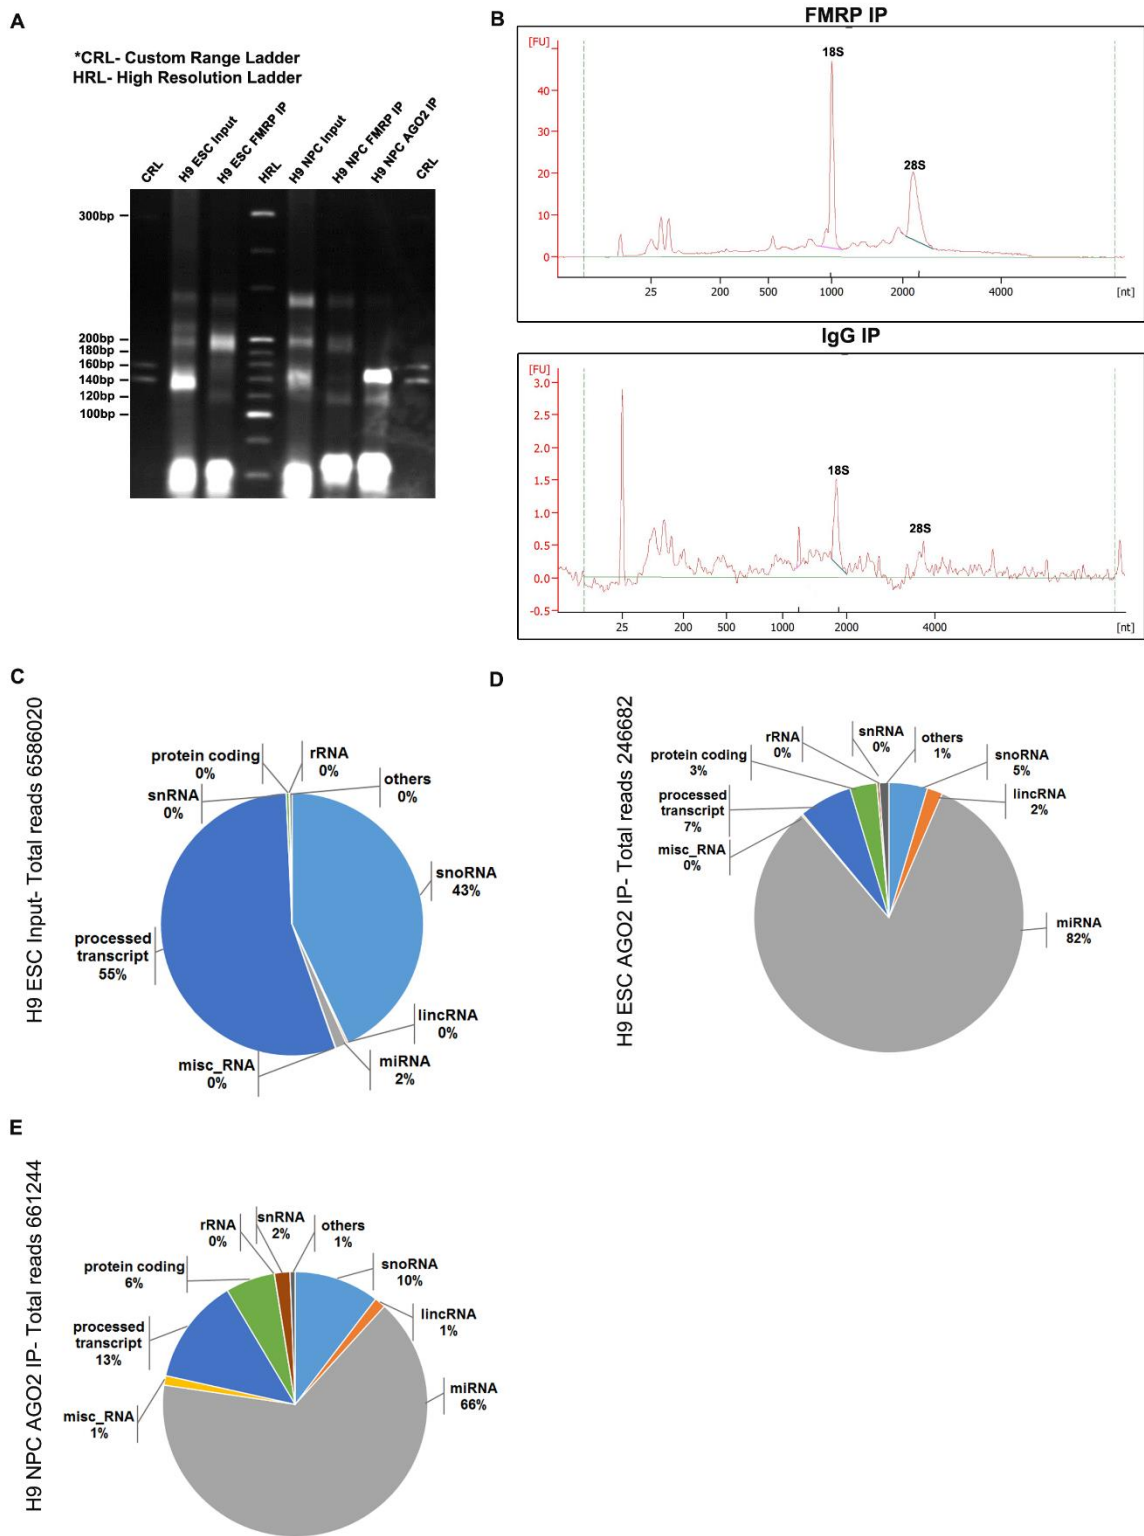 A
*CRL- Custom Range Ladder
HRL- High Resolution Ladder
CRL
H9 ESC Input
H9 ESC FMRP IP
HRL
H9 NPC Input
H9 NPC FMRP IP
H9 NPC AGO2 IP
CRL
300bp
200bp
180bp
160bp
140bp
120bp
100bp
B
FMRP IP
[FU]
40
30
20
10
0
18S
28S
25 200 500 1000 2000 4000 [nt]
IgG IP
[FU]
3.0
2.5
2.0
1.5
1.0
0.5
0.0
-0.5
18S
28S
25 200 500 1000 2000 4000 [nt]
C
H9 ESC Input- Total reads 6586020
protein coding
0%
rRNA
0%
others
0%
snRNA
0%
snoRNA
43%
processed
transcript
55%
lincRNA
0%
misc_RNA
0%
miRNA
2%
D
H9 ESC AGO2 IP- Total reads 246682
rRNA
0%
snRNA
0%
others
1%
protein coding
3%
snoRNA
5%
processed
transcript
7%
lincRNA
2%
misc_RNA
0%
miRNA
82%
E
H9 NPC AGO2 IP- Total reads 661244
rRNA
0%
snRNA
2%
others
1%
protein coding
6%
snoRNA
10%
processed
transcript
13%
lincRNA
1%
misc_RNA
1%
miRNA
66%